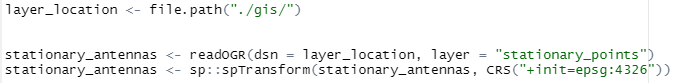 layer_location <- file.path("./gis/")
stationary_antennas <- readOGR(dsn = layer_location, layer = "stationary_points")
stationary_antennas <- sp::spTransform(stationary_antennas, CRS("+init=epsg:4326"))